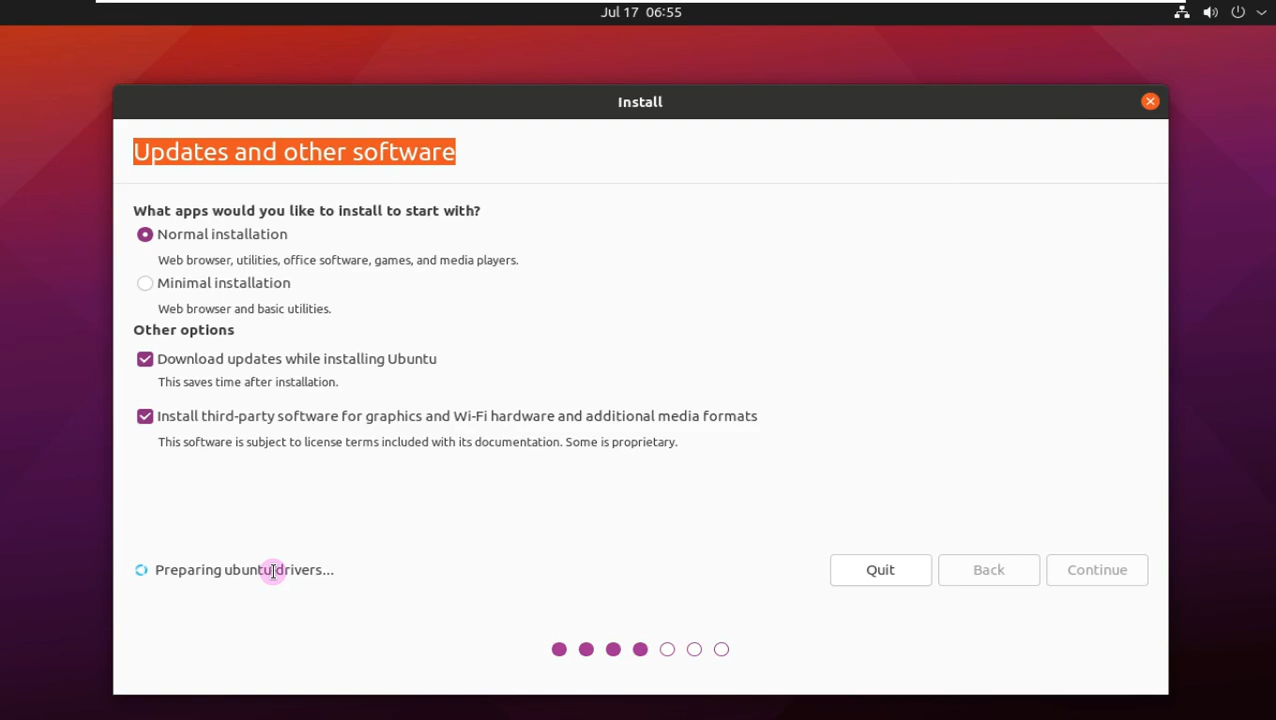 Jul 17 06:55
Install
Updates and other software
What apps would you like to install to start with?
Normal installation
Web browser, utilities, office software, games, and media players.
Minimal installation
Web browser and basic utilities.
Other options
Download updates while installing Ubuntu
This saves time after installation.
Install third-party software for graphics and Wi-Fi hardware and additional media formats
This software is subject to license terms included with its documentation. Some is proprietary.
Preparing ubuntu drivers...
Quit
Back
Continue